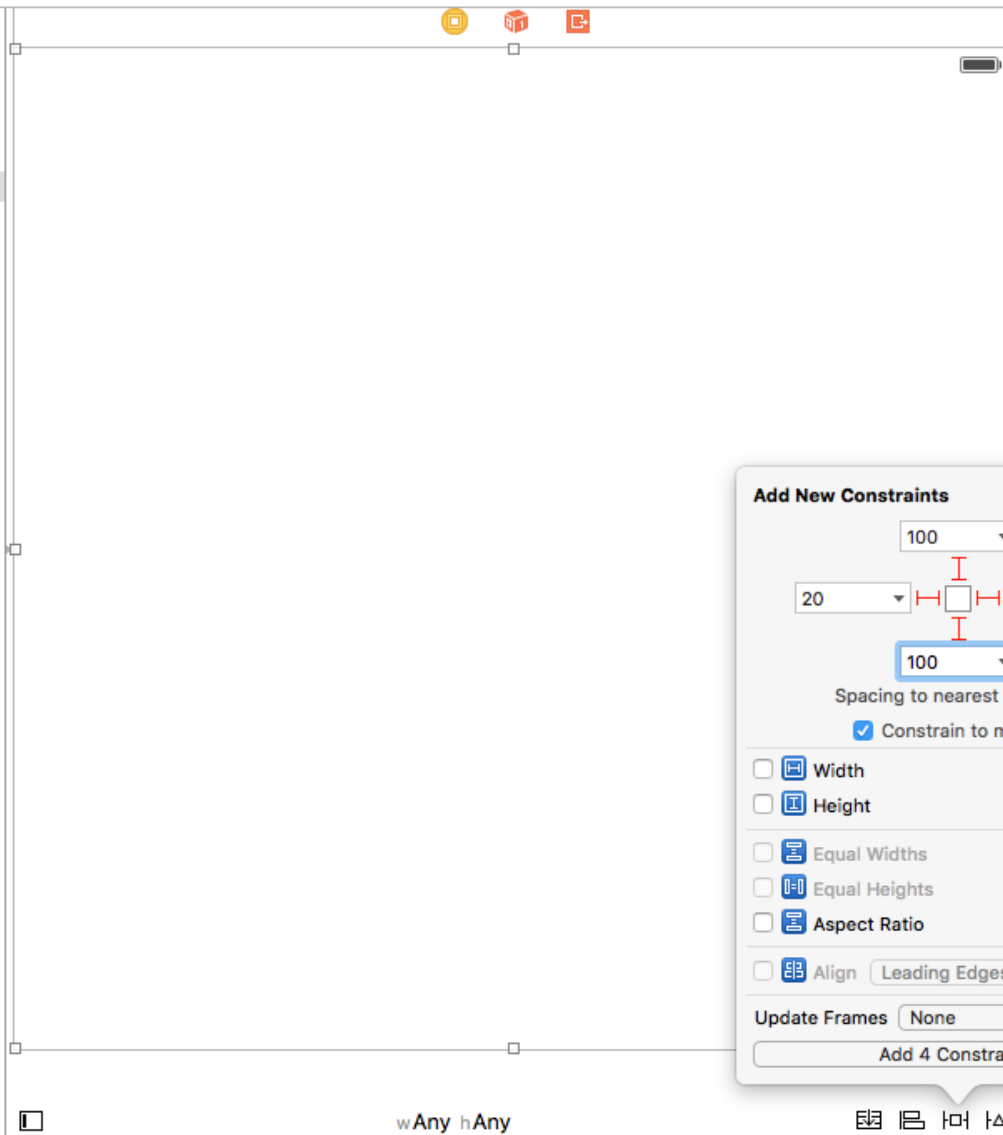 Add New Constraints
100
20
100
Spacing to nearest
Constrain to m
Width
Height
Equal Widths
Equal Heights
Aspect Ratio
Align Leading Edges
Update Frames None
Add 4 Constra
wAny hAny